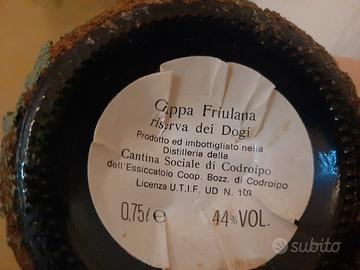 Grappa Friulana
riserva dei Dogi
Prodotto ed imbottigliato nella
Distilleria della
Cantina Sociale di Codroipo
dell'Essiccatoio Coop. Bozz. di Codroipo
Licenza U.T.I.F. UD N. 102
0.75 l e 44% VOL.
subito